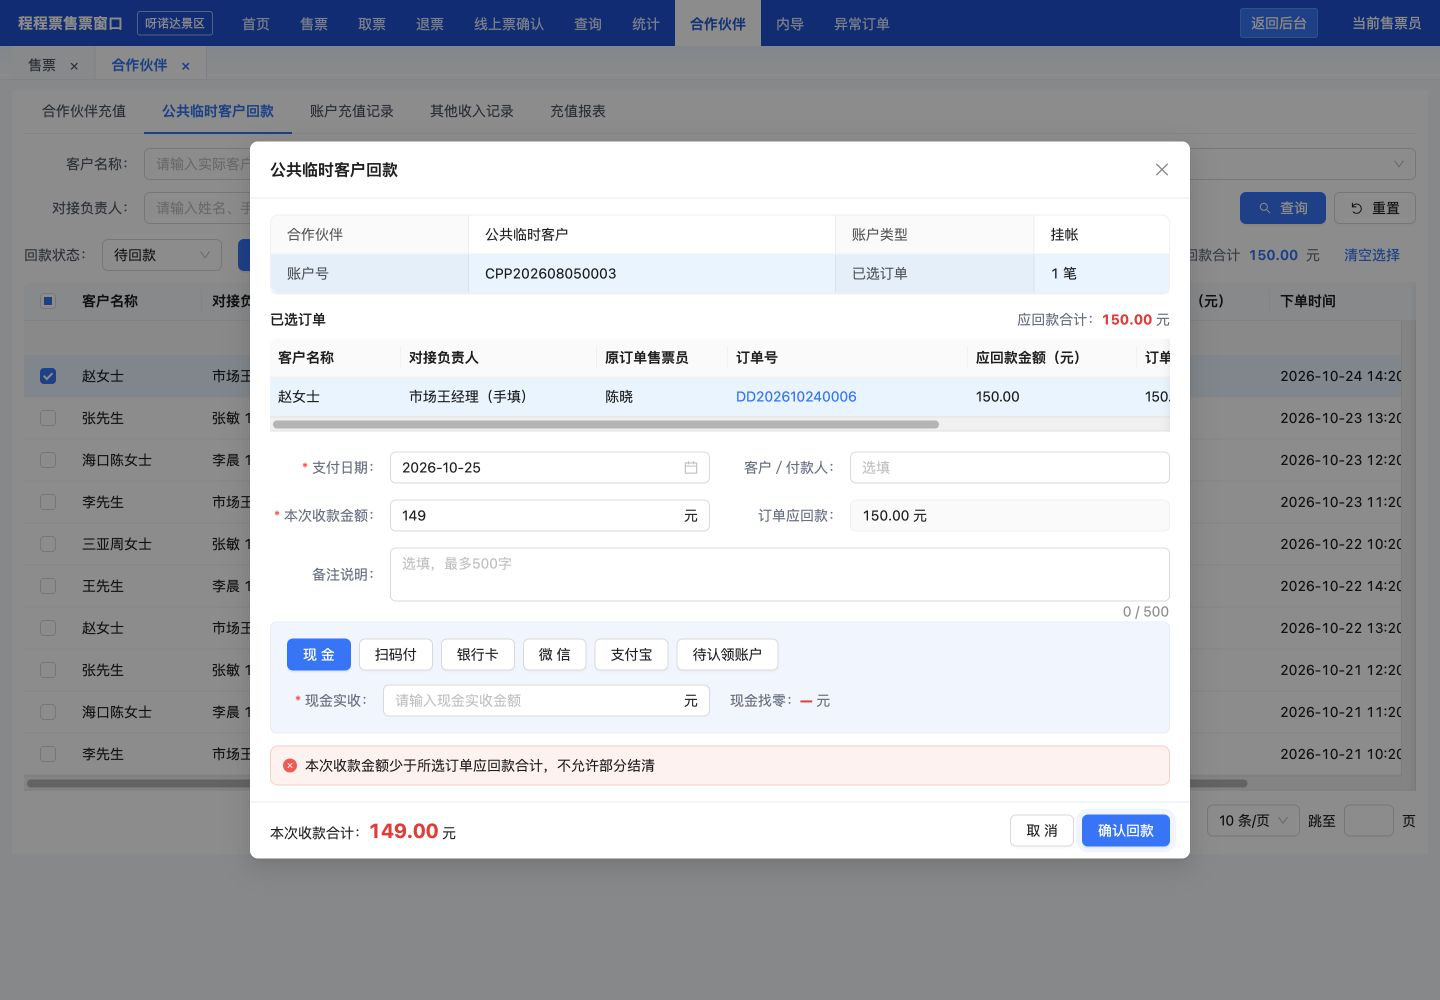 程程票售票窗口 呀诺达景区 首页 售票 取票 退票 线上票确认 查询 统计 合作伙伴 内导 异常订单 返回后台 当前售票员
售票 × 合作伙伴 ×
合作伙伴充值 公共临时客户回款 账户充值记录 其他收入记录 充值报表
客户名称： 请输入实际客户
对接负责人： 请输入姓名、手 查询 重置
回款状态： 待回款 回款合计 150.00 元 清空选择
客户名称 对接负 （元） 下单时间
赵女士 市场王 2026-10-24 14:20
张先生 张敏 1 2026-10-23 13:20
海口陈女士 李晨 1 2026-10-23 12:20
李先生 市场王 2026-10-23 11:20
三亚周女士 张敏 1 2026-10-22 10:20
王先生 李晨 1 2026-10-22 14:20
赵女士 市场王 2026-10-22 13:20
张先生 张敏 1 2026-10-21 12:20
海口陈女士 李晨 1 2026-10-21 11:20
李先生 市场王 2026-10-21 10:20
10 条/页 跳至 页
公共临时客户回款
合作伙伴 公共临时客户 账户类型 挂帐
账户号 CPP202608050003 已选订单 1 笔
已选订单 应回款合计：150.00 元
客户名称 对接负责人 原订单售票员 订单号 应回款金额（元） 订单
赵女士 市场王经理（手填） 陈晓 DD202610240006 150.00 150.
* 支付日期： 2026-10-25 客户 / 付款人： 选填
* 本次收款金额： 149 元 订单应回款： 150.00 元
备注说明： 选填，最多500字
0 / 500
现 金 扫码付 银行卡 微 信 支付宝 待认领账户
* 现金实收： 请输入现金实收金额 元 现金找零： — 元
本次收款金额少于所选订单应回款合计，不允许部分结清
本次收款合计：149.00 元 取 消 确认回款